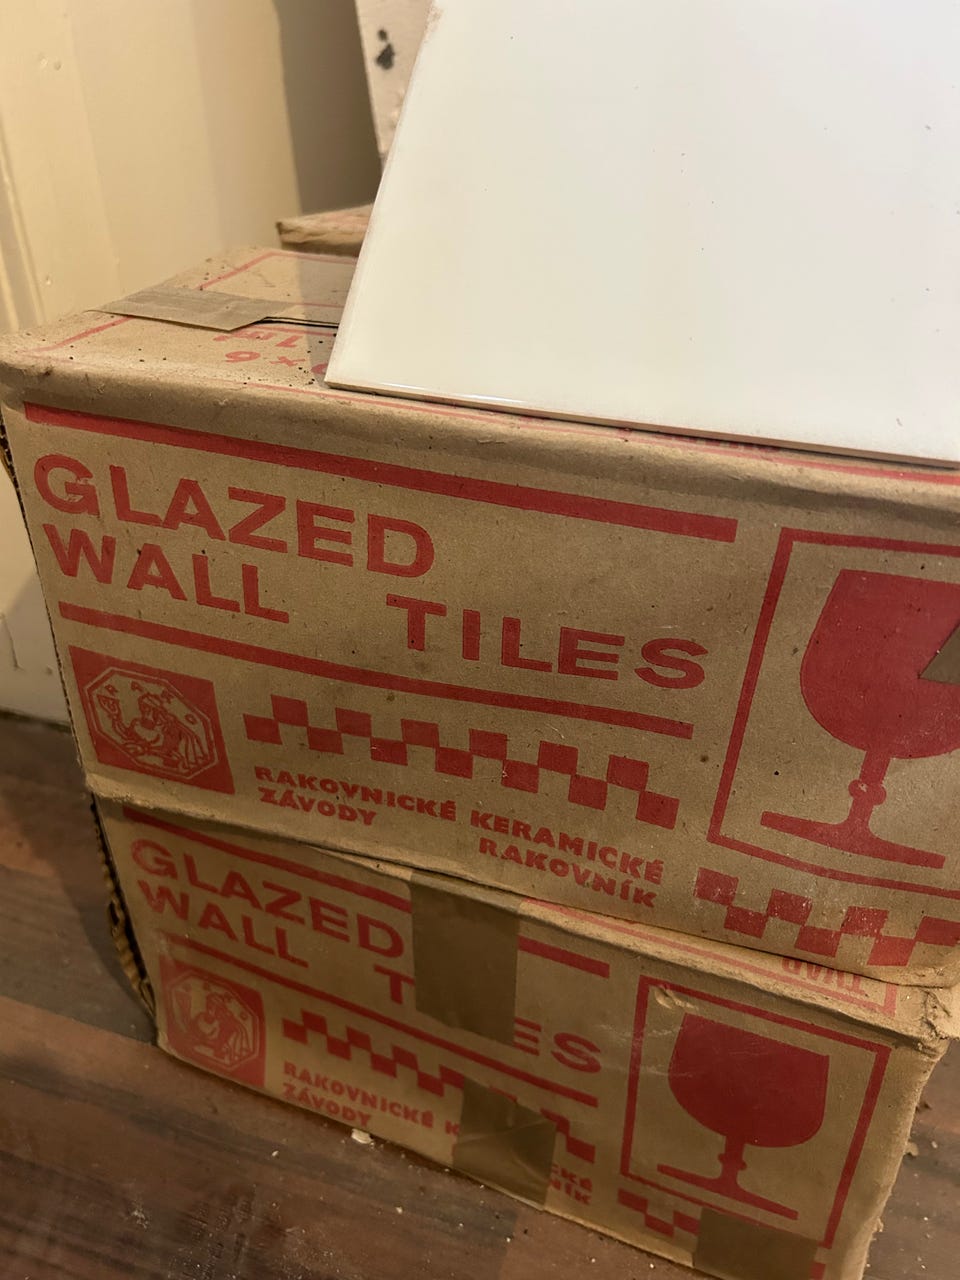 GLAZED
WALL
TILES
RAKOVNICKÉ KERAMICKÉ
ZÁVODY RAKOVNÍK
GLAZED
WALL
RAKOVNICKÉ
ZÁVODY